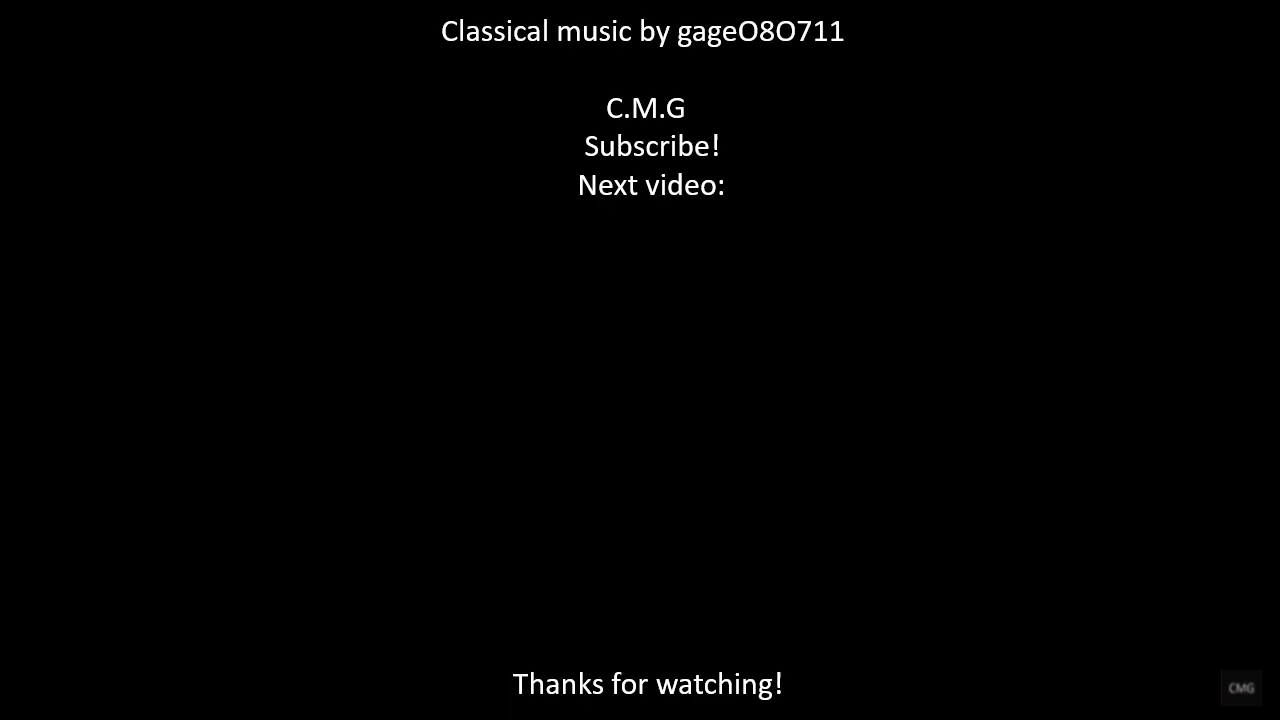 Classical music by gageO8O711
C.M.G
Subscribe!
Next video:
Thanks for watching!
CMG